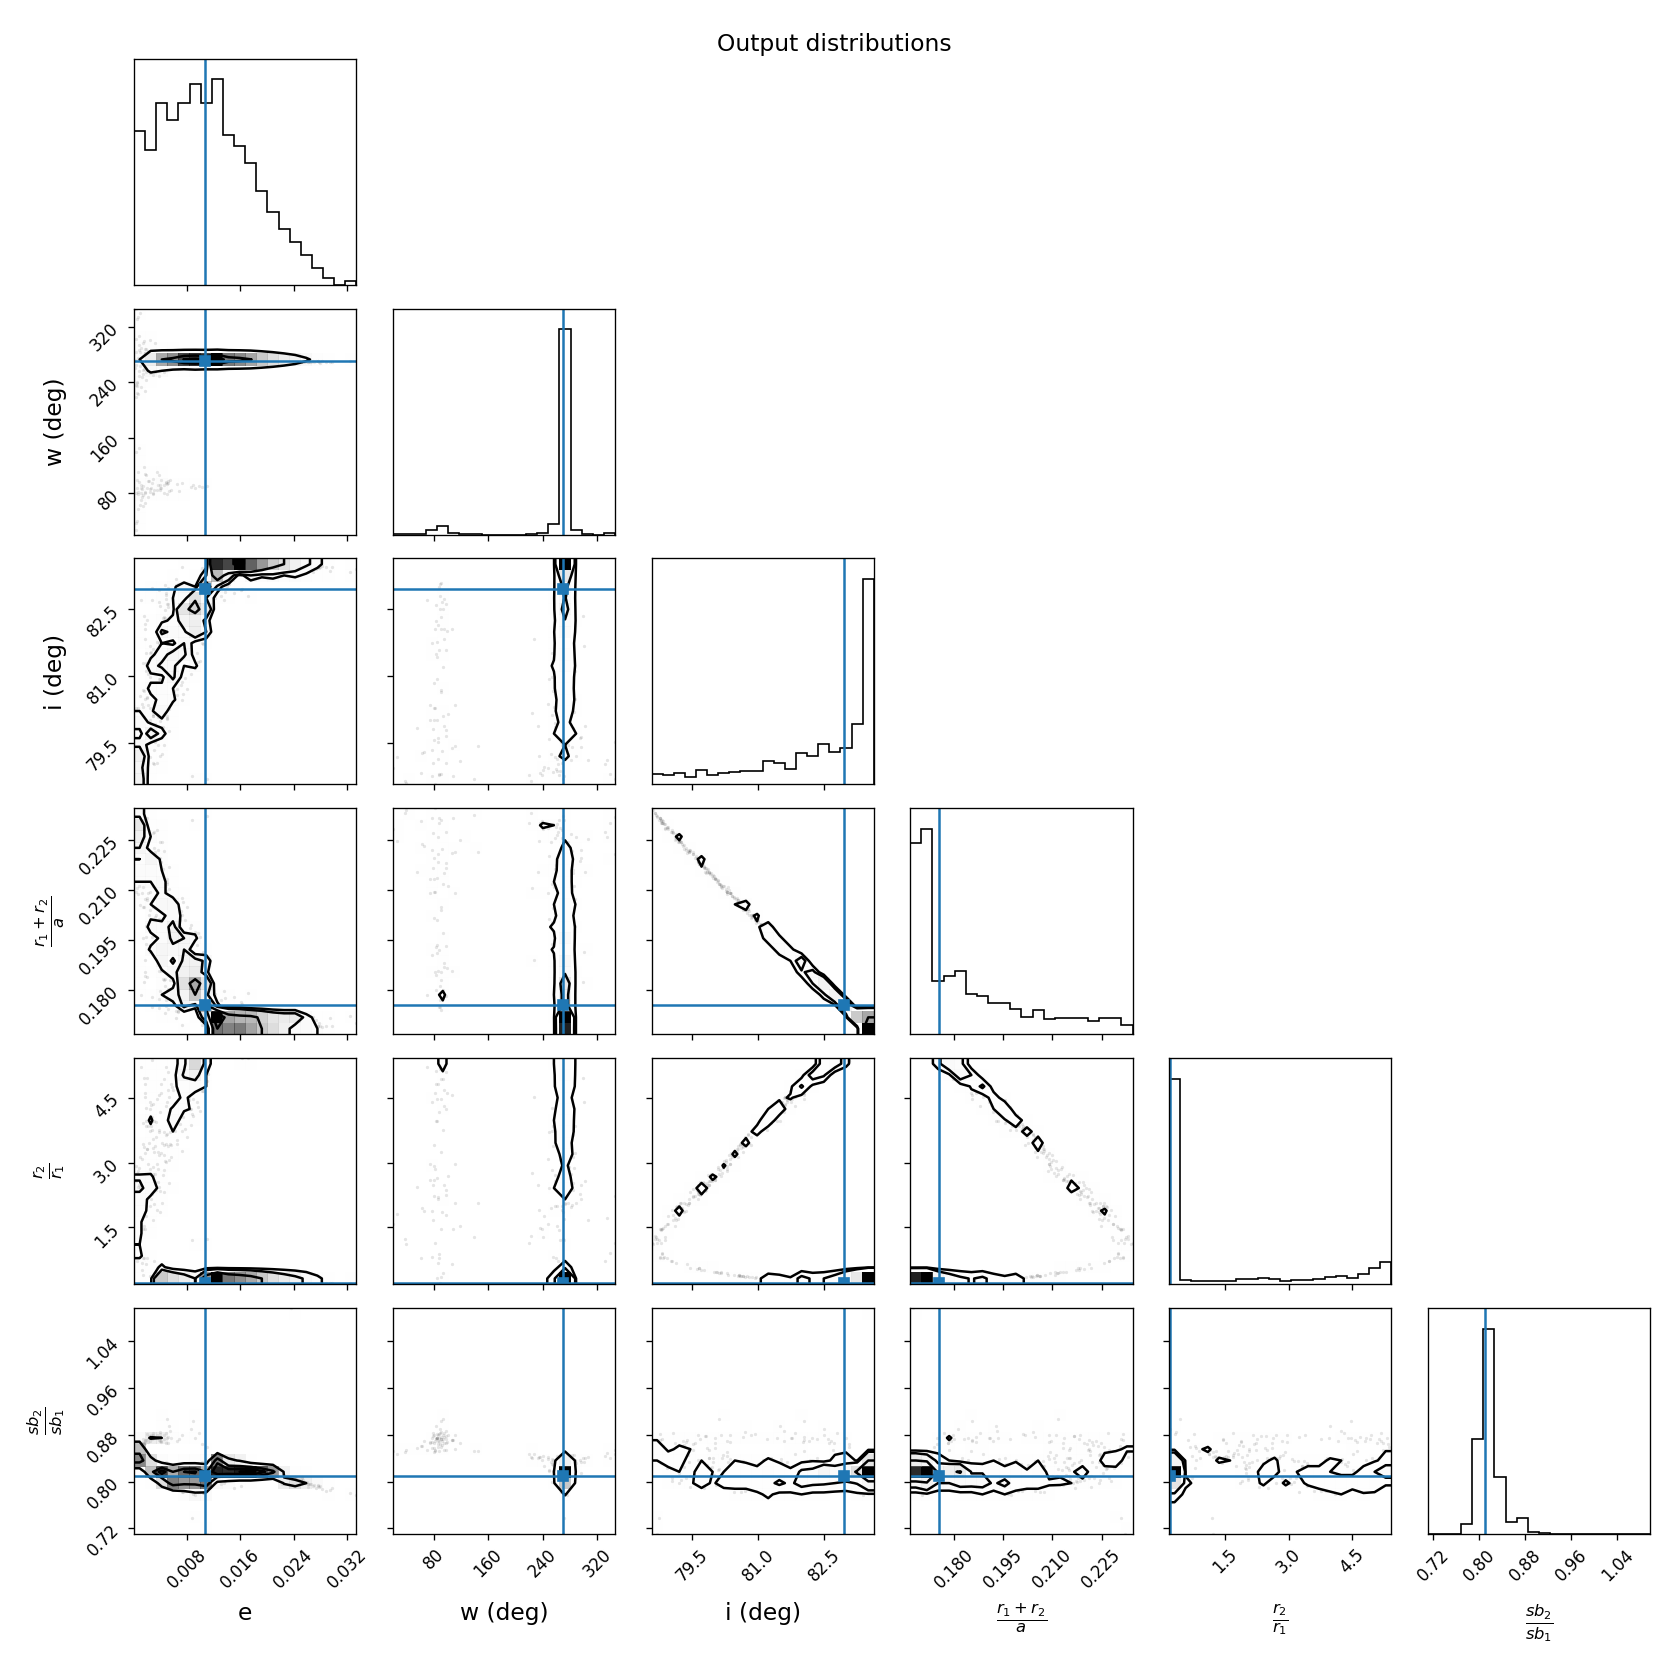 Output distributions
w (deg)
320
240
160
80
i (deg)
82.5
81.0
79.5
r₁ + r₂
a
0.225
0.210
0.195
0.180
r₂
r₁
4.5
3.0
1.5
sb₂
sb₁
1.04
0.96
0.88
0.80
0.72
0.008 0.016 0.024 0.032 80 160 240 320 79.5 81.0 82.5 0.180 0.195 0.210 0.225 1.5 3.0 4.5 0.72 0.80 0.88 0.96 1.04
e w (deg) i (deg) r₁ + r₂ r₂ sb₂
a r₁ sb₁